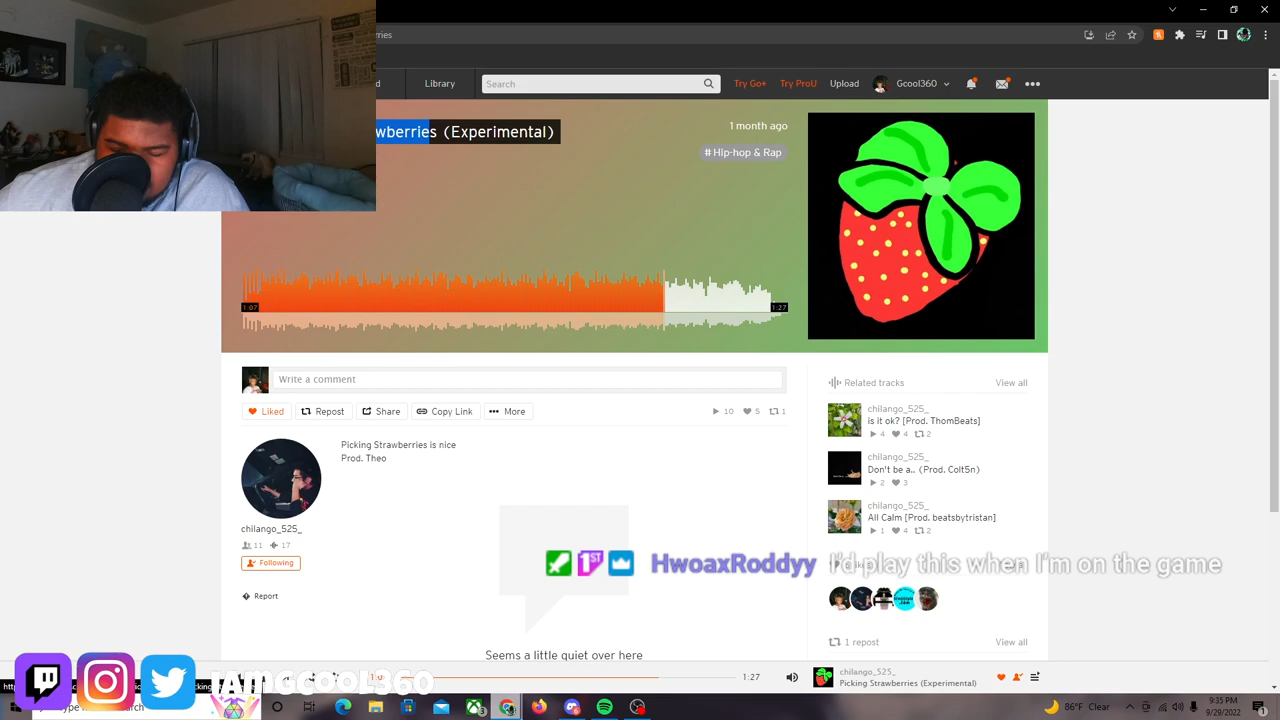 ries
Library
Search
Try Go+
Try ProU
Upload
Gcool360
wberries (Experimental)
1 month ago
# Hip-hop & Rap
1:07
1:27
Write a comment
Liked
Repost
Share
Copy Link
More
10
5
1
Related tracks
View all
chilango_525_
is it ok? [Prod. ThomBeats]
4
4
2
chilango_525_
Don't be a.. (Prod. Colt5n)
2
3
chilango_525_
All Calm [Prod. beatsbytristan]
1
4
2
Picking Strawberries is nice
Prod. Theo
chilango_525_
11
17
Following
Report
HwoaxRoddyy I'd play this when I'm on the game
1 repost
View all
Seems a little quiet over here
IAMGCOOL360
1:27
chilango_525_
Picking Strawberries (Experimental)
86°F Clear
9:35 PM
9/29/2022